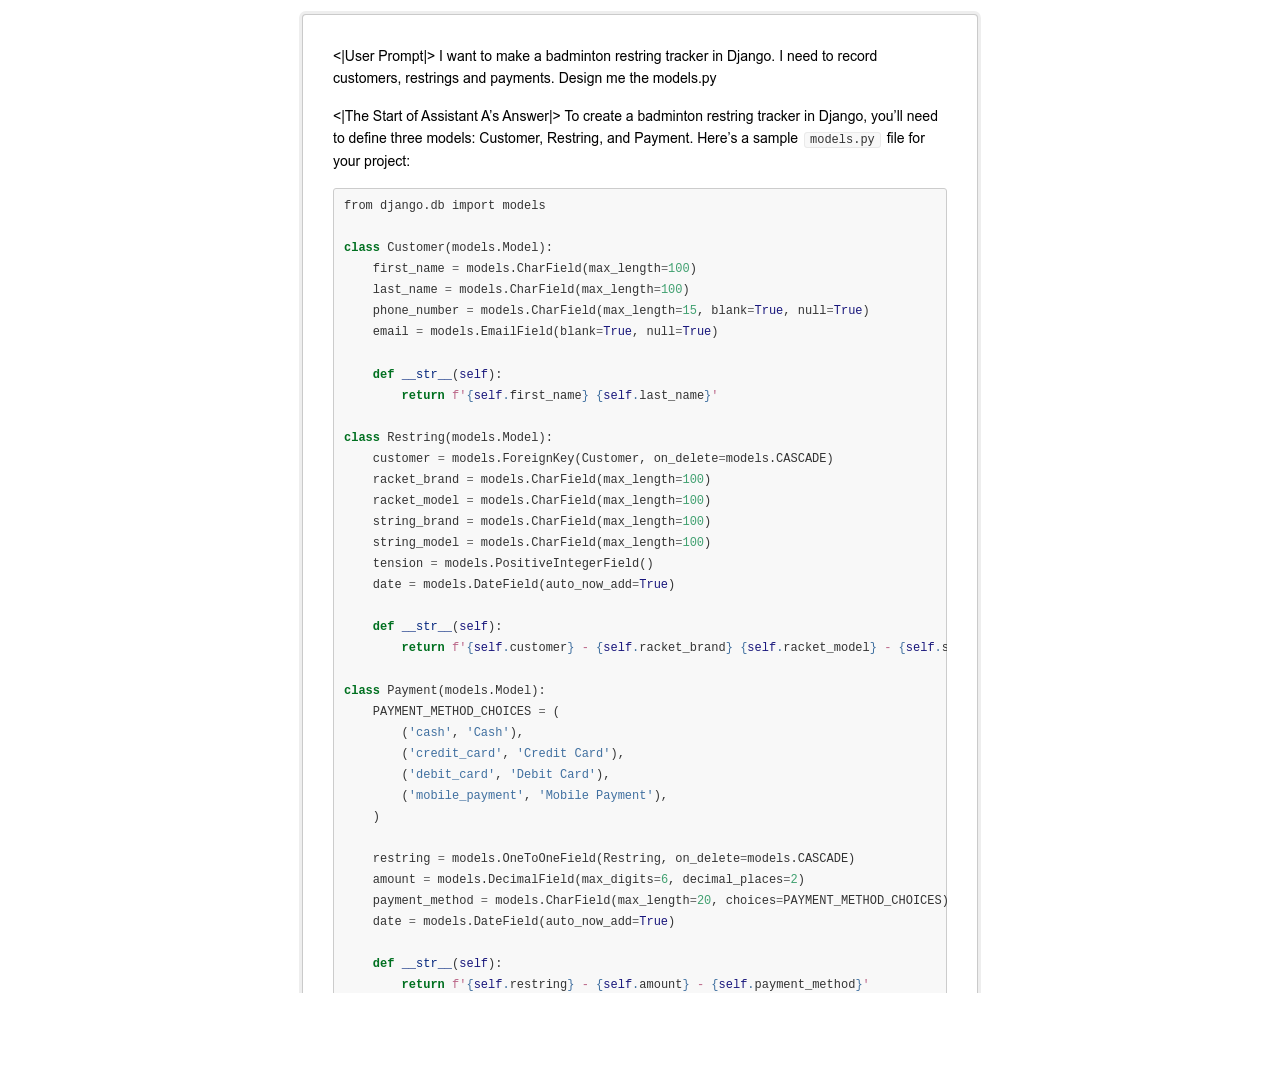 <|User Prompt|> I want to make a badminton restring tracker in Django. I need to record
customers, restrings and payments. Design me the models.py
<|The Start of Assistant A’s Answer|> To create a badminton restring tracker in Django, you’ll need
to define three models: Customer, Restring, and Payment. Here’s a sample models.py file for
your project:
from django.db import models
class Customer(models.Model):
    first_name = models.CharField(max_length=100)
    last_name = models.CharField(max_length=100)
    phone_number = models.CharField(max_length=15, blank=True, null=True)
    email = models.EmailField(blank=True, null=True)
    def __str__(self):
        return f'{self.first_name} {self.last_name}'
class Restring(models.Model):
    customer = models.ForeignKey(Customer, on_delete=models.CASCADE)
    racket_brand = models.CharField(max_length=100)
    racket_model = models.CharField(max_length=100)
    string_brand = models.CharField(max_length=100)
    string_model = models.CharField(max_length=100)
    tension = models.PositiveIntegerField()
    date = models.DateField(auto_now_add=True)
    def __str__(self):
        return f'{self.customer} - {self.racket_brand} {self.racket_model} - {self.s
class Payment(models.Model):
    PAYMENT_METHOD_CHOICES = (
        ('cash', 'Cash'),
        ('credit_card', 'Credit Card'),
        ('debit_card', 'Debit Card'),
        ('mobile_payment', 'Mobile Payment'),
    )
    restring = models.OneToOneField(Restring, on_delete=models.CASCADE)
    amount = models.DecimalField(max_digits=6, decimal_places=2)
    payment_method = models.CharField(max_length=20, choices=PAYMENT_METHOD_CHOICES)
    date = models.DateField(auto_now_add=True)
    def __str__(self):
        return f'{self.restring} - {self.amount} - {self.payment_method}'